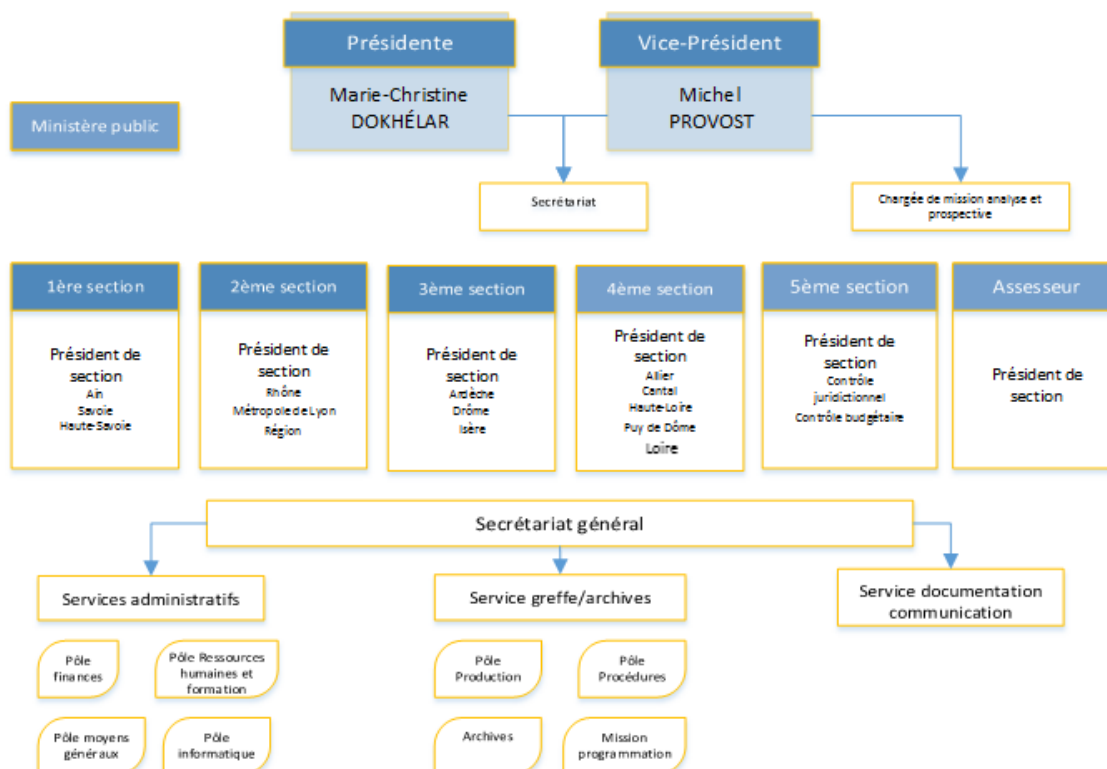 Présidente
Marie-Christine
DOKHÉLAR
Vice-Président
Michel
PROVOST
Ministère public
Secrétariat
Chargée de mission analyse et
prospective
1ère section
Président de
section
Ain
Savoie
Haute-Savoie
2ème section
Président de
section
Rhône
Métropole de Lyon
Région
3ème section
Président de
section
Ardèche
Drôme
Isère
4ème section
Président de
section
Allier
Cantal
Haute-Loire
Puy de Dôme
Loire
5ème section
Président de
section
Contrôle
juridictionnel
Contrôle budgétaire
Assesseur
Président de
section
Secrétariat général
Services administratifs
Service greffe/archives
Service documentation
communication
Pôle
finances
Pôle Ressources
humaines et
formation
Pôle
Production
Pôle
Procédures
Pôle moyens
généraux
Pôle
informatique
Archives
Mission
programmation